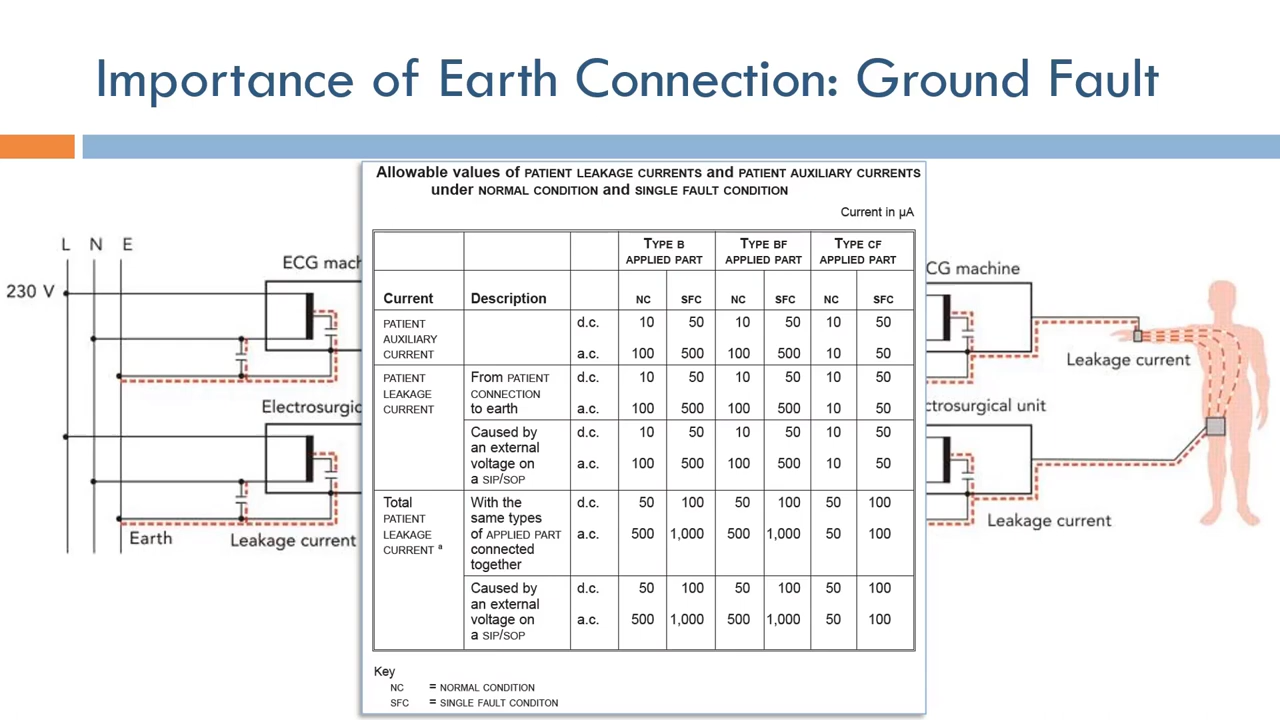 Importance of Earth Connection: Ground Fault
Allowable values of PATIENT LEAKAGE CURRENTS and PATIENT AUXILIARY CURRENTS
under NORMAL CONDITION and SINGLE FAULT CONDITION
Current in µA
TYPE B APPLIED PART TYPE BF APPLIED PART TYPE CF APPLIED PART
Current Description NC SFC NC SFC NC SFC
PATIENT d.c. 10 50 10 50 10 50
AUXILIARY
CURRENT a.c. 100 500 100 500 10 50
PATIENT From PATIENT d.c. 10 50 10 50 10 50
LEAKAGE CONNECTION
CURRENT to earth a.c. 100 500 100 500 10 50
Caused by d.c. 10 50 10 50 10 50
an external
voltage on a.c. 100 500 100 500 10 50
a SIP/SOP
Total With the d.c. 50 100 50 100 50 100
PATIENT same types
LEAKAGE of APPLIED PART a.c. 500 1,000 500 1,000 50 100
CURRENT a connected
together
Caused by d.c. 50 100 50 100 50 100
an external
voltage on a.c. 500 1,000 500 1,000 50 100
a SIP/SOP
Key
NC = NORMAL CONDITION
SFC = SINGLE FAULT CONDITON
L N E
230 V
ECG mach
Electrosurgic
Earth
Leakage current
CG machine
Leakage current
ctrosurgical unit
Leakage current